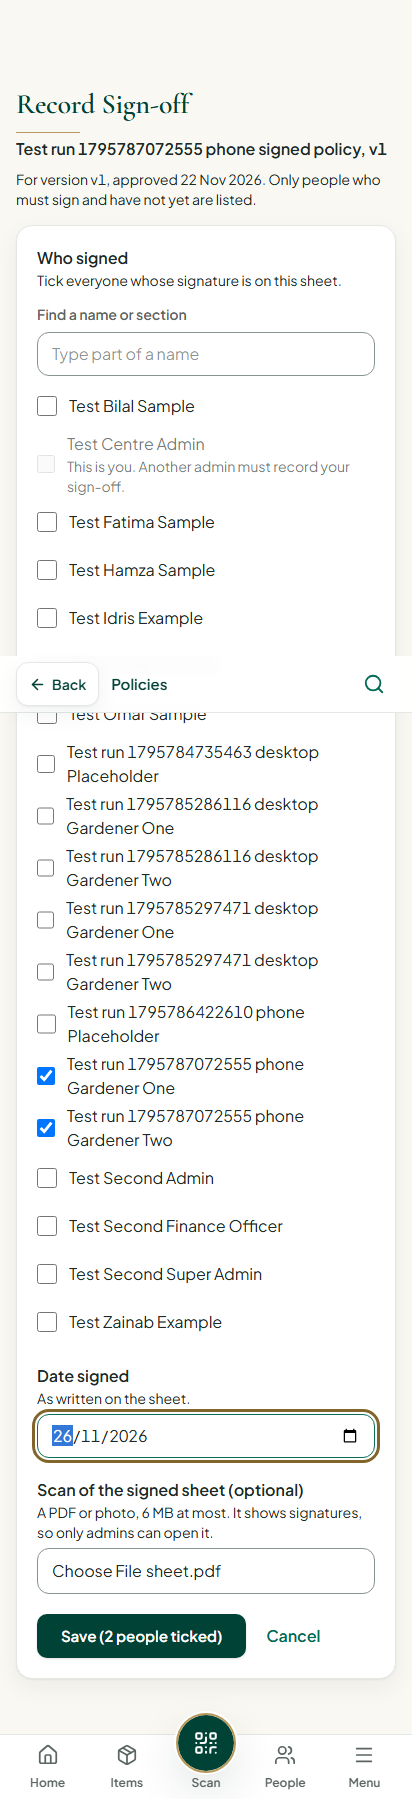 Record Sign-off
Test run 1795787072555 phone signed policy, v1
For version v1, approved 22 Nov 2026. Only people who
must sign and have not yet are listed.
Who signed
Tick everyone whose signature is on this sheet.
Find a name or section
Type part of a name
Test Bilal Sample
Test Centre Admin
This is you. Another admin must record your
sign-off.
Test Fatima Sample
Test Hamza Sample
Test Idris Example
Back
Policies
Test Omar Sample
Test run 1795784735463 desktop
Placeholder
Test run 1795785286116 desktop
Gardener One
Test run 1795785286116 desktop
Gardener Two
Test run 1795785297471 desktop
Gardener One
Test run 1795785297471 desktop
Gardener Two
Test run 1795786422610 phone
Placeholder
Test run 1795787072555 phone
Gardener One
Test run 1795787072555 phone
Gardener Two
Test Second Admin
Test Second Finance Officer
Test Second Super Admin
Test Zainab Example
Date signed
As written on the sheet.
26/11/2026
Scan of the signed sheet (optional)
A PDF or photo, 6 MB at most. It shows signatures,
so only admins can open it.
Choose File sheet.pdf
Save (2 people ticked)
Cancel
Home
Items
Scan
People
Menu